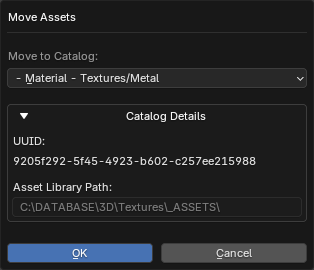 Move Assets
Move to Catalog:
- Material - Textures/Metal
Catalog Details
UUID:
9205f292-5f45-4923-b602-c257ee215988
Asset Library Path:
C:\DATABASE\3D\Textures\_ASSETS\
OK
Cancel